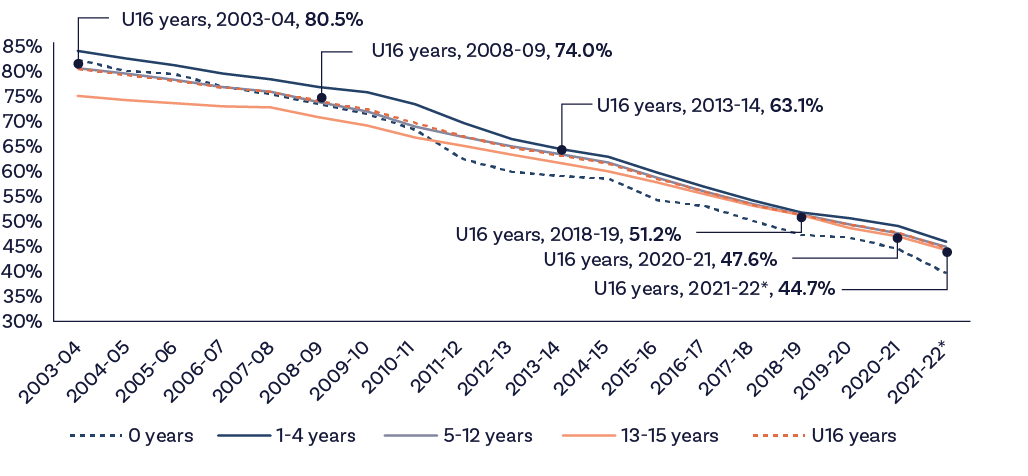 U16 years, 2003-04, 80.5%
U16 years, 2008-09, 74.0%
U16 years, 2013-14, 63.1%
U16 years, 2018-19, 51.2%
U16 years, 2020-21, 47.6%
U16 years, 2021-22*, 44.7%
85%
80%
75%
70%
65%
60%
55%
50%
45%
40%
35%
30%
2003-04
2004-05
2005-06
2006-07
2007-08
2008-09
2009-10
2010-11
2011-12
2012-13
2013-14
2014-15
2015-16
2016-17
2017-18
2018-19
2019-20
2020-21
2021-22*
0 years
1-4 years
5-12 years
13-15 years
U16 years